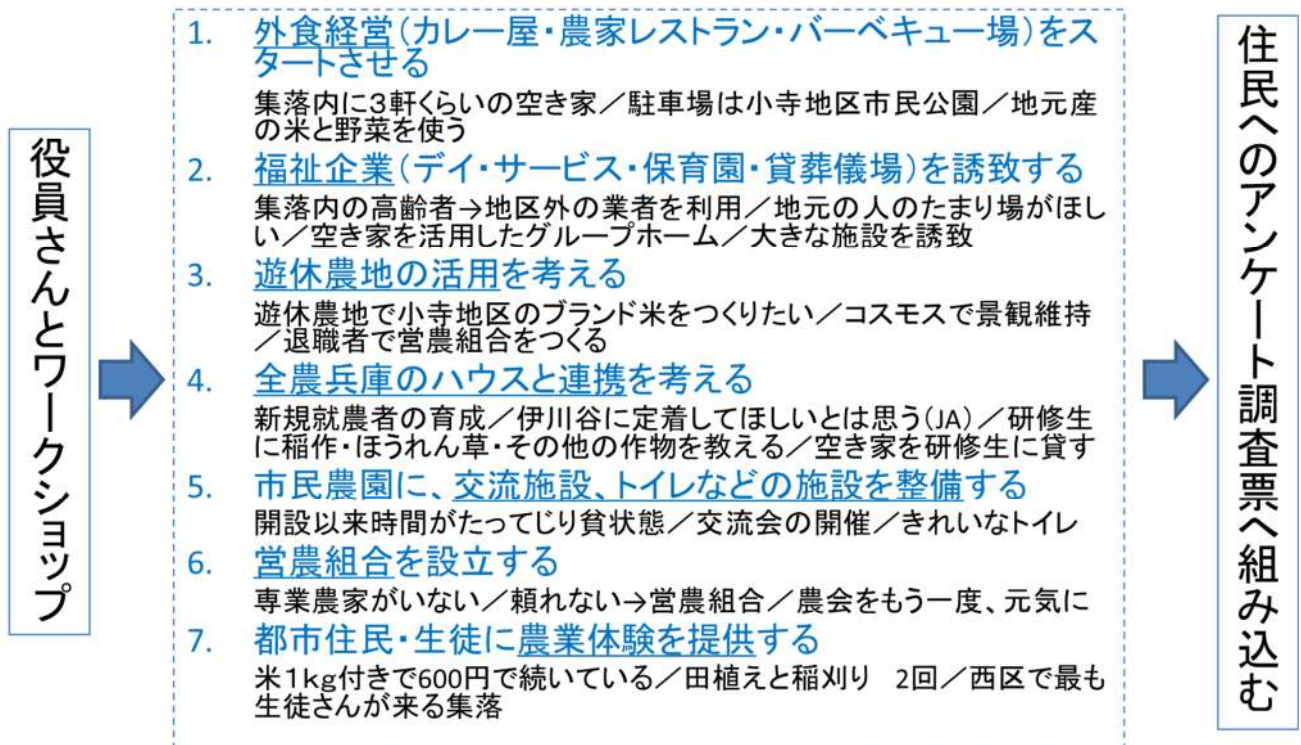 役員さんとワークショップ
1. 外食経営(カレー屋・農家レストラン・バーベキュー場)をス
タートさせる
集落内に3軒くらいの空き家/駐車場は小寺地区市民公園/地元産
の米と野菜を使う
2. 福祉企業(デイ・サービス・保育園・貸葬儀場)を誘致する
集落内の高齢者→地区外の業者を利用/地元の人のたまり場がほし
い/空き家を活用したグループホーム/大きな施設を誘致
3. 遊休農地の活用を考える
遊休農地で小寺地区のブランド米をつくりたい/コスモスで景観維持
/退職者で営農組合をつくる
4. 全農兵庫のハウスと連携を考える
新規就農者の育成/伊川谷に定着してほしいとは思う(JA)/研修生
に稲作・ほうれん草・その他の作物を教える/空き家を研修生に貸す
5. 市民農園に、交流施設、トイレなどの施設を整備する
開設以来時間がたってじり貧状態/交流会の開催/きれいなトイレ
6. 営農組合を設立する
専業農家がいない/頼れない→営農組合/農会をもう一度、元気に
7. 都市住民・生徒に農業体験を提供する
米1kg付きで600円で続いている/田植えと稲刈り 2回/西区で最も
生徒さんが来る集落
住民へのアンケート調査票へ組み込む